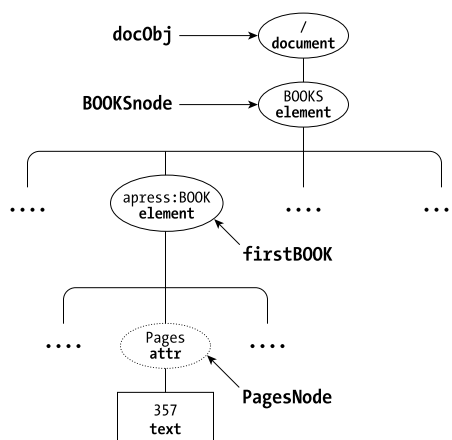 /
docObj
document
BOOKS
BOOKSnode
element
....
apress:BOOK
element
....
...
firstBOOK
....
Pages
attr
....
PagesNode
357
text